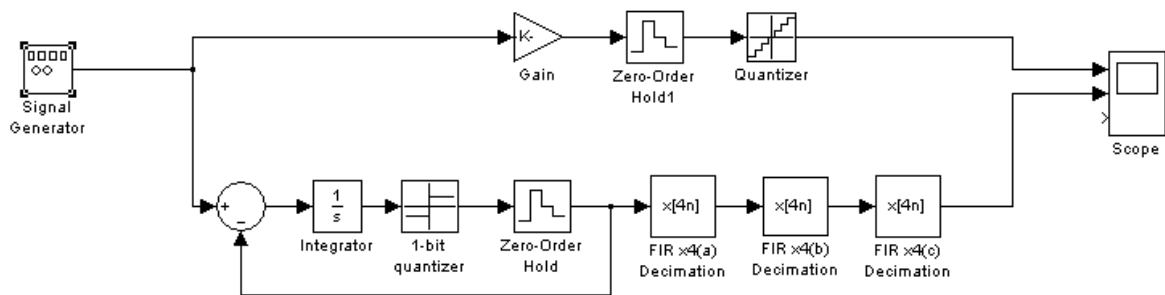 K-
Gain
Zero-Order
Hold1
Quantizer
Signal
Generator
Scope
+
−
1
s
Integrator
1-bit
quantizer
Zero-Order
Hold
x[4n]
FIR x4(a)
Decimation
x[4n]
FIR x4(b)
Decimation
x[4n]
FIR x4(c)
Decimation